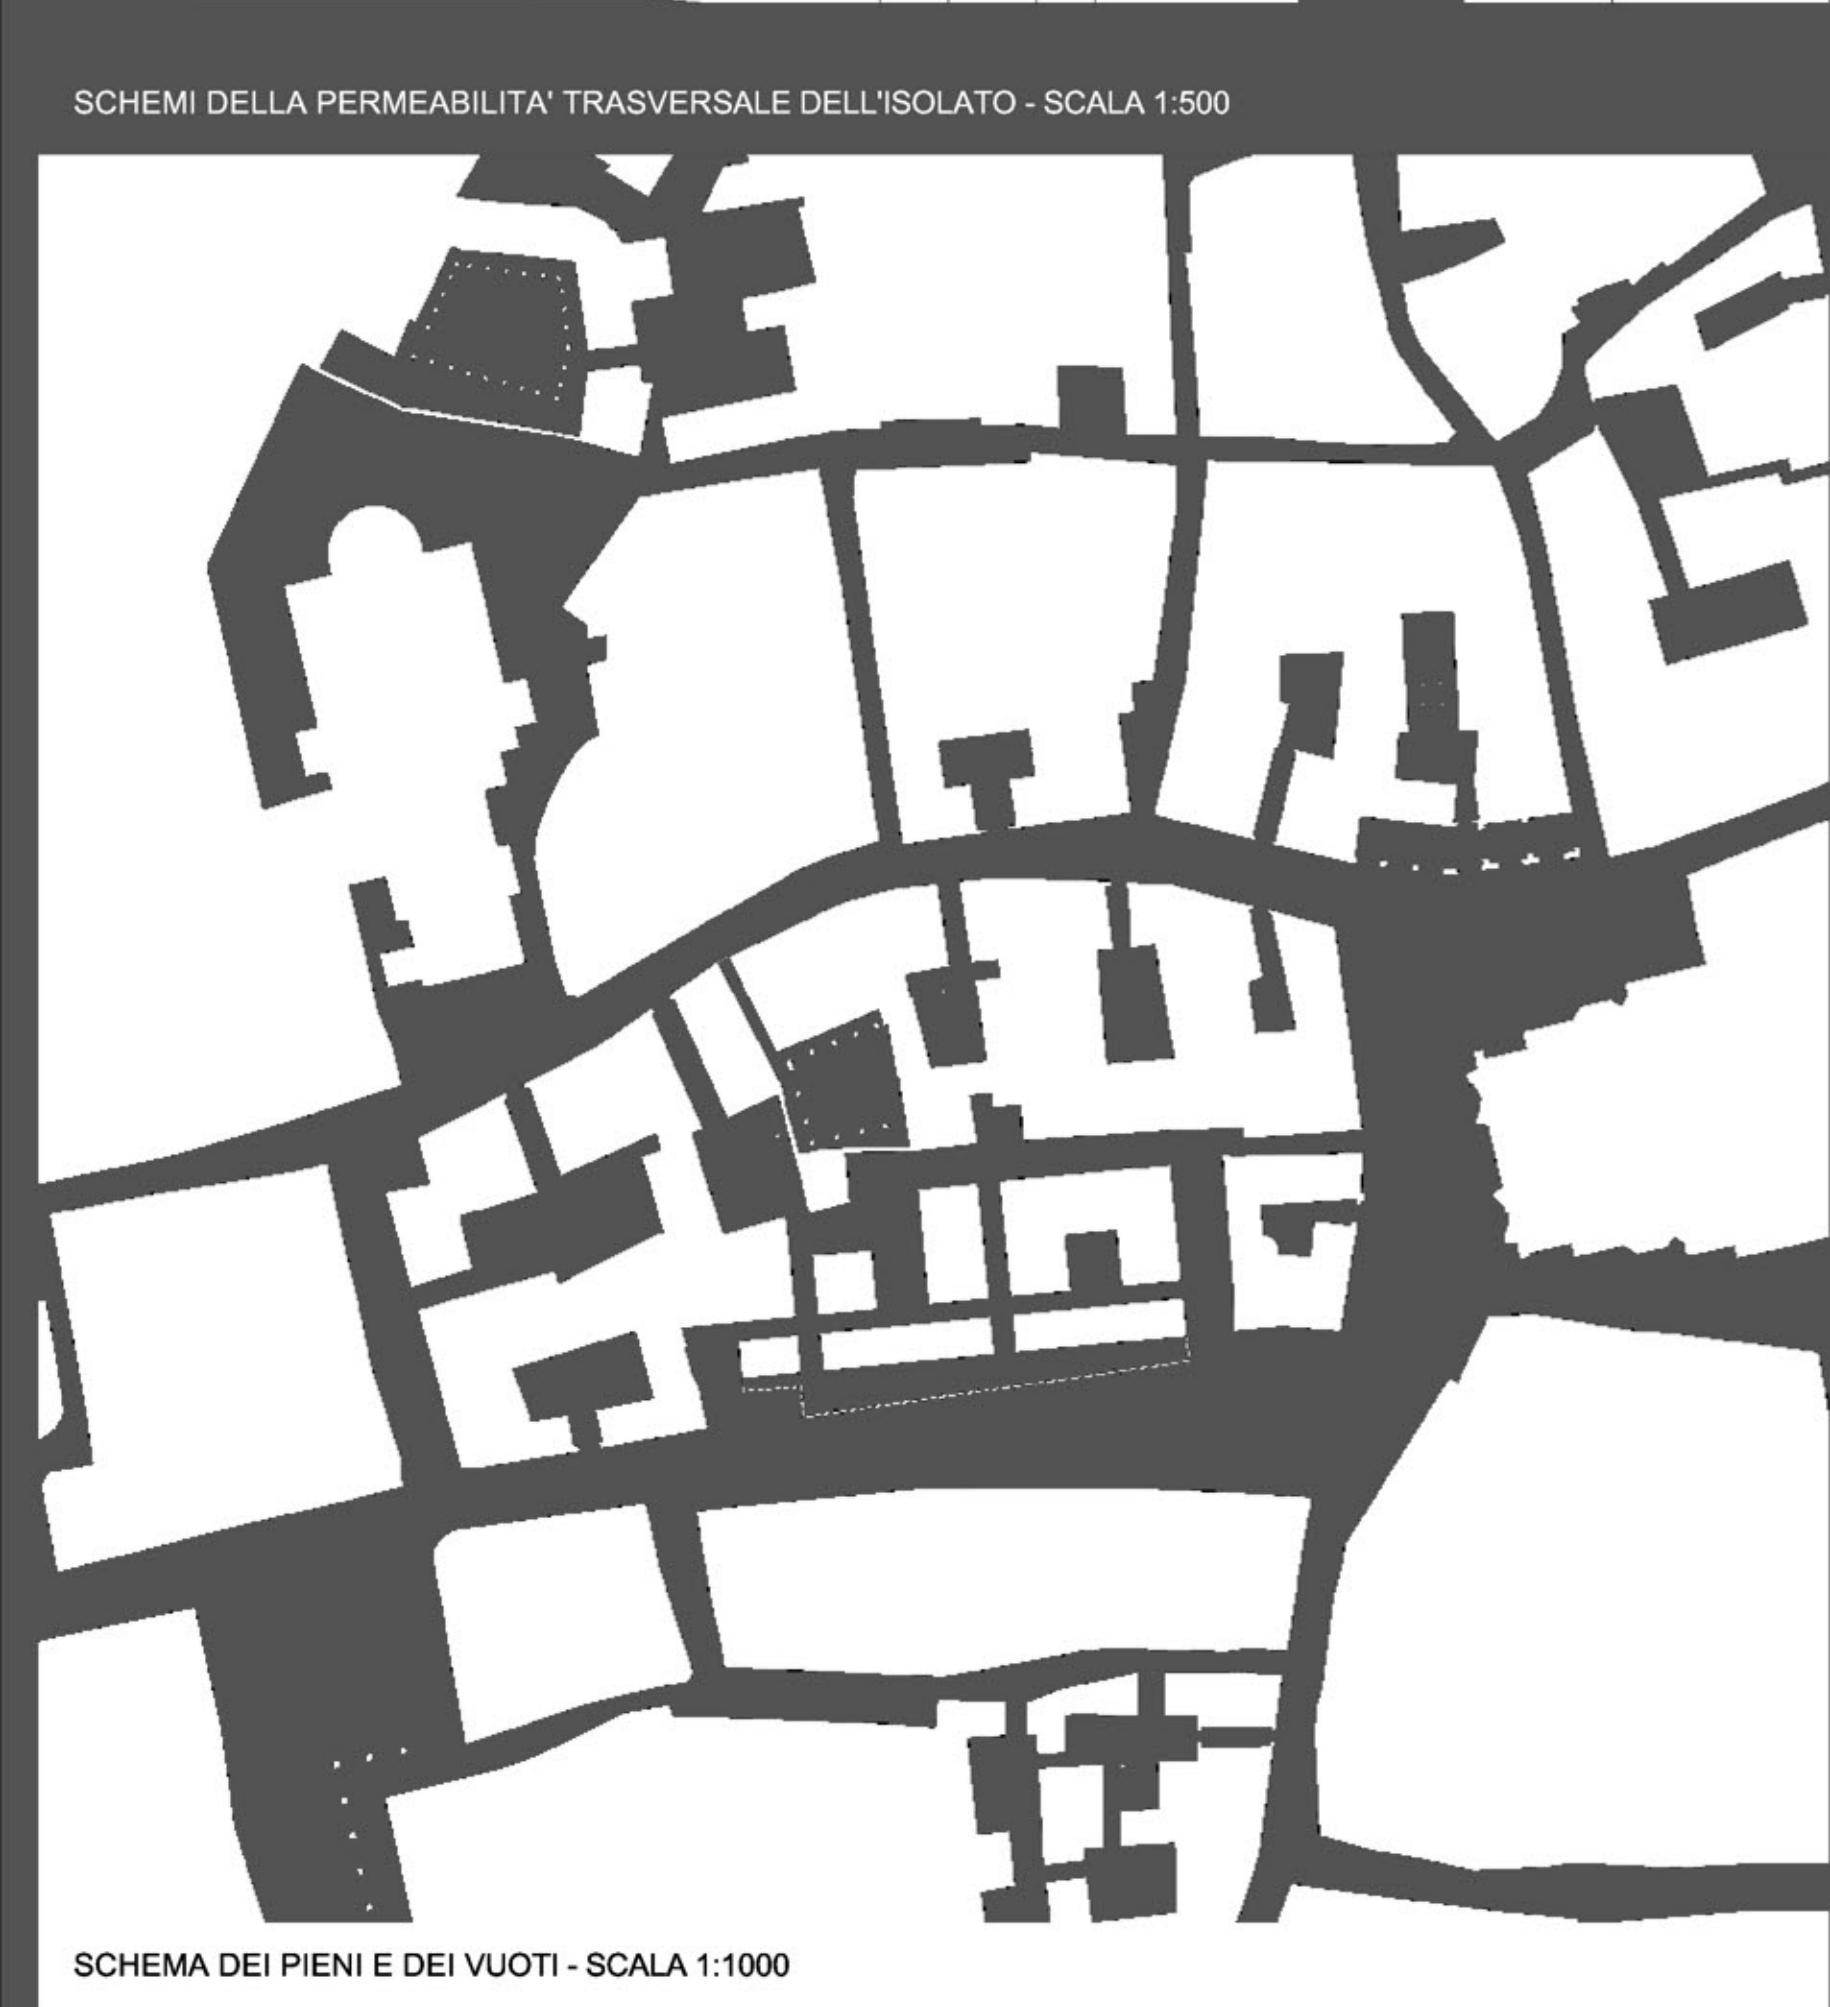 SCHEMI DELLA PERMEABILITA' TRASVERSALE DELL'ISOLATO - SCALA 1:500
SCHEMA DEI PIENI E DEI VUOTI - SCALA 1:1000